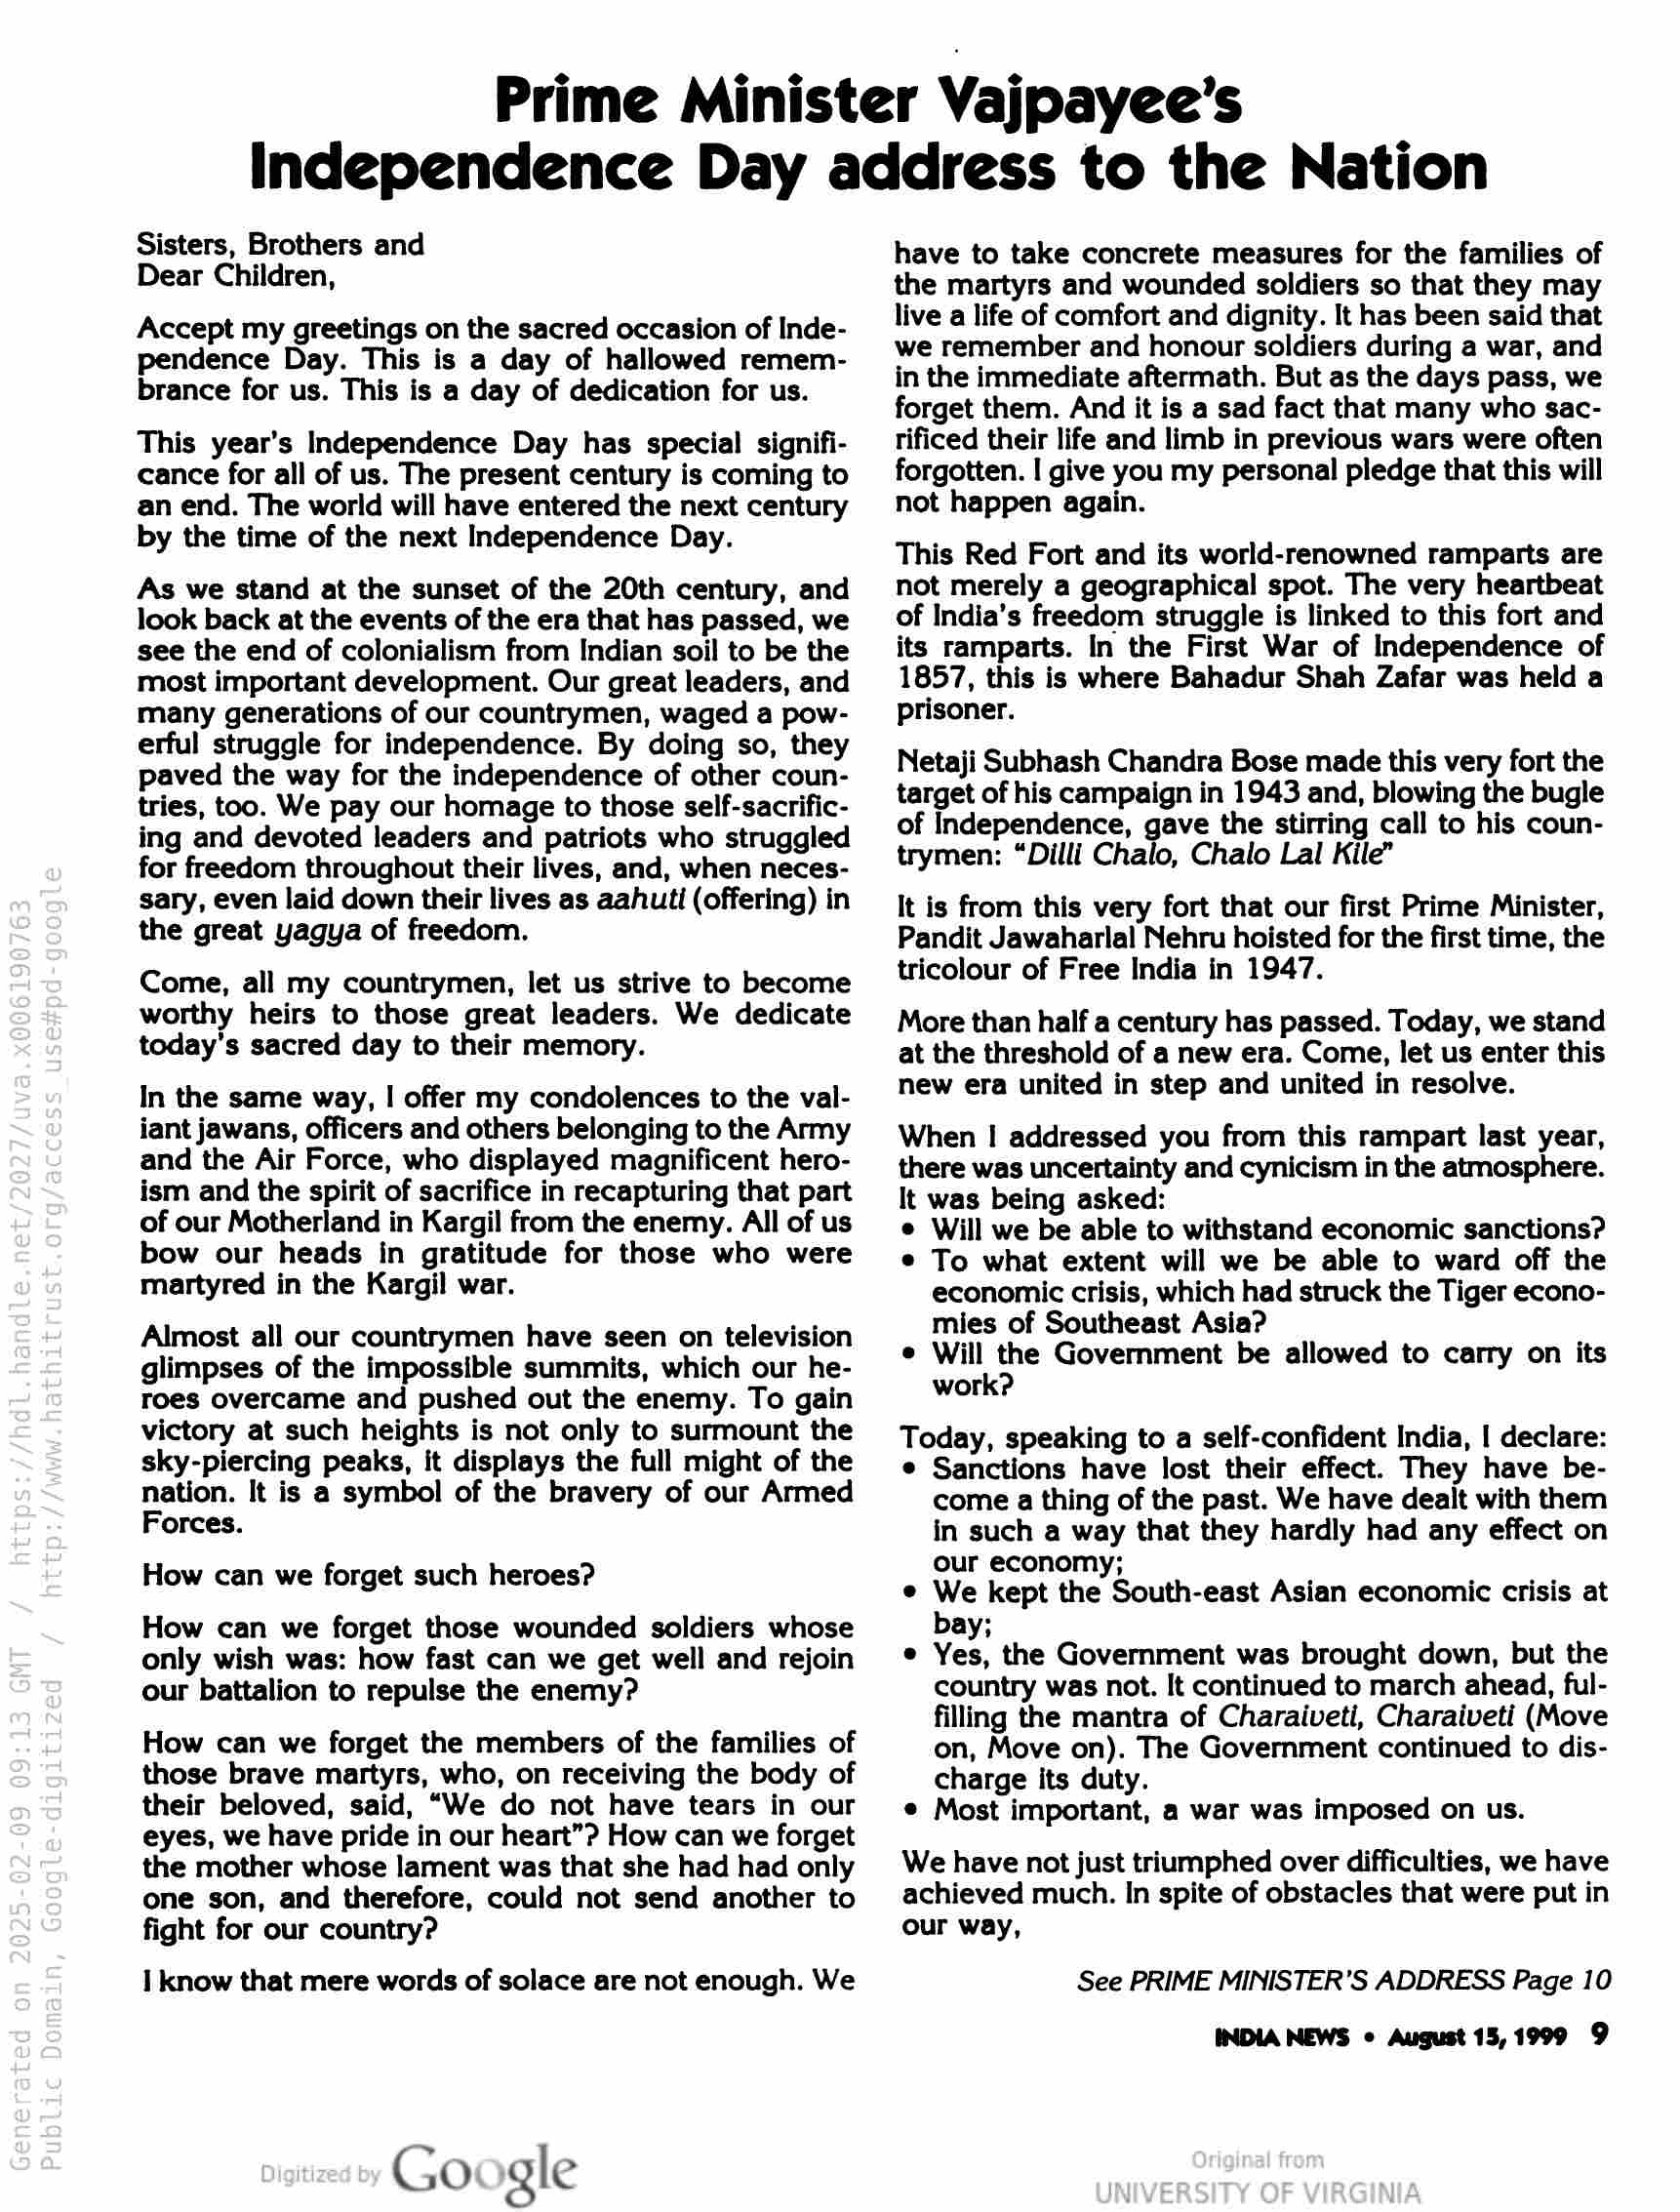 Prime Minister Vajpayee's
Independence Day address to the Nation
Sisters, Brothers and
Dear Children,
Accept my greetings on the sacred occasion of Inde-
pendence Day. This is a day of hallowed remem-
brance for us. This is a day of dedication for us.
This year's Independence Day has special signifi-
cance for all of us. The present century is coming to
an end. The world will have entered the next century
by the time of the next Independence Day.
As we stand at the sunset of the 20th century, and
look back at the events of the era that has passed, we
see the end of colonialism from Indian soil to be the
most important development. Our great leaders, and
many generations of our countrymen, waged a pow-
erful struggle for independence. By doing so, they
paved the way for the independence of other coun-
tries, too. We pay our homage to those self-sacrific-
ing and devoted leaders and patriots who struggled
for freedom throughout their lives, and, when neces-
sary, even laid down their lives as aahuti (offering) in
the great yagya of freedom.
Come, all my countrymen, let us strive to become
worthy heirs to those great leaders. We dedicate
today's sacred day to their memory.
In the same way, I offer my condolences to the val-
iant jawans, officers and others belonging to the Army
and the Air Force, who displayed magnificent hero-
ism and the spirit of sacrifice in recapturing that part
of our Motherland in Kargil from the enemy. All of us
bow our heads in gratitude for those who were
martyred in the Kargil war.
Almost all our countrymen have seen on television
glimpses of the impossible summits, which our he-
roes overcame and pushed out the enemy. To gain
victory at such heights is not only to surmount the
sky-piercing peaks, it displays the full might of the
nation. It is a symbol of the bravery of our Armed
Forces.
How can we forget such heroes?
How can we forget those wounded soldiers whose
only wish was: how fast can we get well and rejoin
our battalion to repulse the enemy?
How can we forget the members of the families of
those brave martyrs, who, on receiving the body of
their beloved, said, "We do not have tears in our
eyes, we have pride in our heart"? How can we forget
the mother whose lament was that she had had only
one son, and therefore, could not send another to
fight for our country?
I know that mere words of solace are not enough. We
have to take concrete measures for the families of
the martyrs and wounded soldiers so that they may
live a life of comfort and dignity. It has been said that
we remember and honour soldiers during a war, and
in the immediate aftermath. But as the days pass, we
forget them. And it is a sad fact that many who sac-
rificed their life and limb in previous wars were often
forgotten. I give you my personal pledge that this will
not happen again.
This Red Fort and its world-renowned ramparts are
not merely a geographical spot. The very heartbeat
of India's freedom struggle is linked to this fort and
its ramparts. In the First War of Independence of
1857, this is where Bahadur Shah Zafar was held a
prisoner.
Netaji Subhash Chandra Bose made this very fort the
target of his campaign in 1943 and, blowing the bugle
of Independence, gave the stirring call to his coun-
trymen: "Dilli Chalo, Chalo Lal Kile"
It is from this very fort that our first Prime Minister,
Pandit Jawaharlal Nehru hoisted for the first time, the
tricolour of Free India in 1947.
More than half a century has passed. Today, we stand
at the threshold of a new era. Come, let us enter this
new era united in step and united in resolve.
When I addressed you from this rampart last year,
there was uncertainty and cynicism in the atmosphere.
It was being asked:
• Will we be able to withstand economic sanctions?
• To what extent will we be able to ward off the
economic crisis, which had struck the Tiger econo-
mies of Southeast Asia?
• Will the Government be allowed to carry on its
work?
Today, speaking to a self-confident India, I declare:
• Sanctions have lost their effect. They have be-
come a thing of the past. We have dealt with them
in such a way that they hardly had any effect on
our economy;
• We kept the South-east Asian economic crisis at
bay;
• Yes, the Government was brought down, but the
country was not. It continued to march ahead, ful-
filling the mantra of Charaiveti, Charaiveti (Move
on, Move on). The Government continued to dis-
charge its duty.
• Most important, a war was imposed on us.
We have not just triumphed over difficulties, we have
achieved much. In spite of obstacles that were put in
our way,
See PRIME MINISTER'S ADDRESS Page 10
INDIA NEWS • August 15, 1999 9
Generated on 2025-02-09 09:13 GMT / https://hdl.handle.net/2027/uva.x006190763
Public Domain, Google-digitized / http://www.hathitrust.org/access_use#pd-google
Digitized by Google
Original from
UNIVERSITY OF VIRGINIA